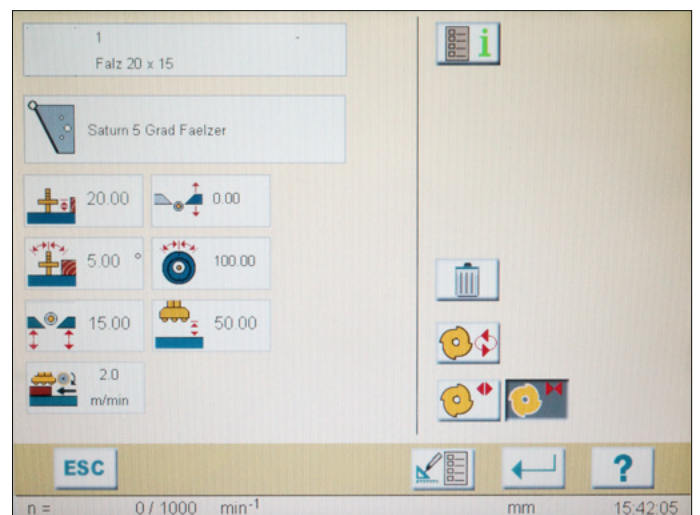 1 -
Falz 20 x 15
i
Saturn 5 Grad Faelzer
20.00 0.00
5.00 ° 100.00
15.00 50.00
2.0
m/min
ESC ?
n = 0 / 1000 min-1 mm 15:42:05